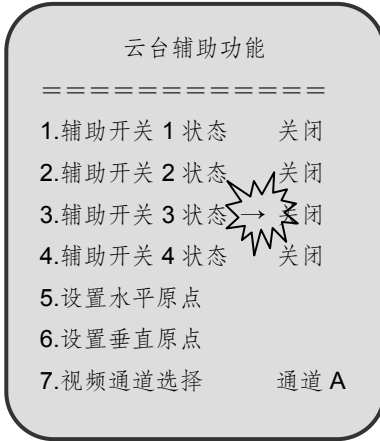 云台辅助功能
============
1.辅助开关 1 状态 关闭
2.辅助开关 2 状态 关闭
3.辅助开关 3 状态 → 关闭
4.辅助开关 4 状态 关闭
5.设置水平原点
6.设置垂直原点
7.视频通道选择 通道 A